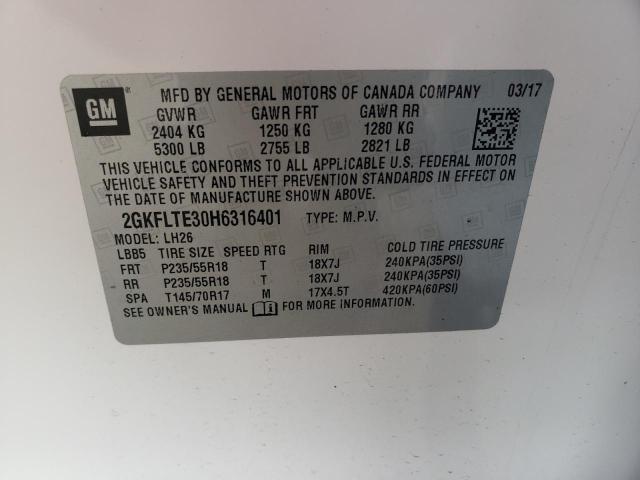 GM
MFD BY GENERAL MOTORS OF CANADA COMPANY 03/17
GVWR GAWR FRT GAWR RR
2404 KG 1250 KG 1280 KG
5300 LB 2755 LB 2821 LB
THIS VEHICLE CONFORMS TO ALL APPLICABLE U.S. FEDERAL MOTOR
VEHICLE SAFETY AND THEFT PREVENTION STANDARDS IN EFFECT ON
THE DATE OF MANUFACTURE SHOWN ABOVE.
2GKFLTE30H6316401 TYPE: M.P.V.
MODEL: LH26
LBB5 TIRE SIZE SPEED RTG RIM COLD TIRE PRESSURE
FRT P235/55R18 T 18X7J 240KPA(35PSI)
RR P235/55R18 T 18X7J 240KPA(35PSI)
SPA T145/70R17 M 17X4.5T 420KPA(60PSI)
SEE OWNER'S MANUAL FOR MORE INFORMATION.